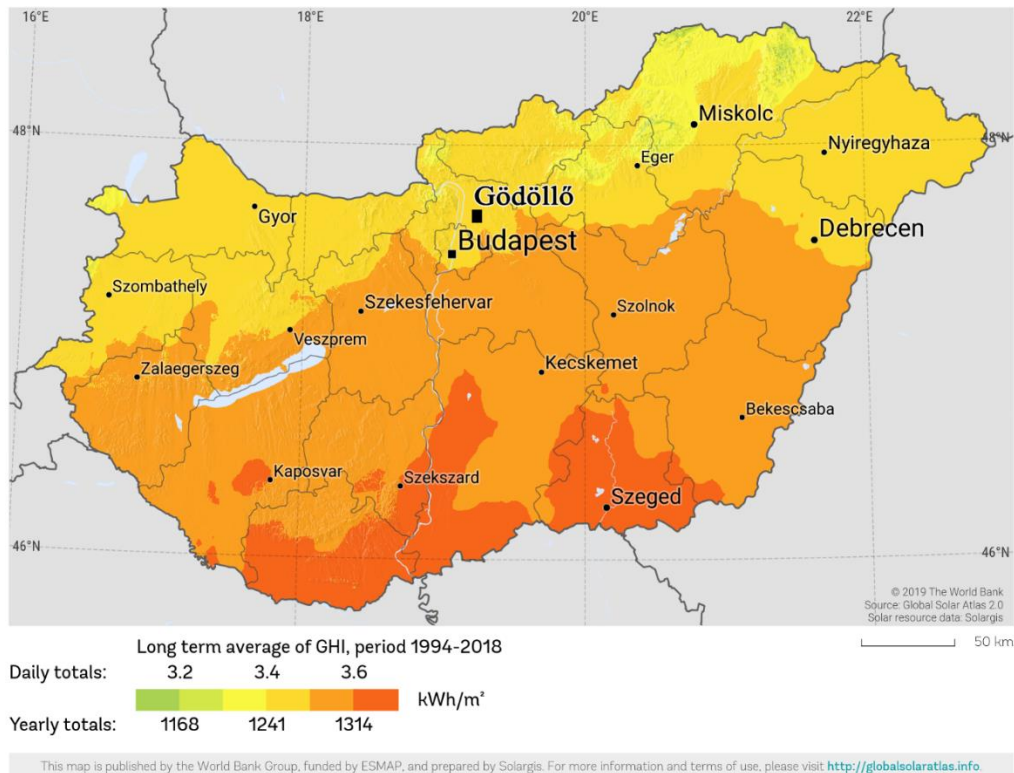 16°E
18°E
20°E
22°E
48°N
48°N
Miskolc
Nyiregyhaza
Eger
Gödöllő
Gyor
Budapest
Debrecen
Szombathely
Szekesfehervar
Szolnok
Veszprem
Zalaegerszeg
Kecskemet
Bekescsaba
Kaposvar
Szekszard
Szeged
46°N
46°N
© 2019 The World Bank
Source: Global Solar Atlas 2.0
Solar resource data: Solargis
50 km
Long term average of GHI, period 1994-2018
Daily totals: 3.2 3.4 3.6
kWh/m²
Yearly totals: 1168 1241 1314
This map is published by the World Bank Group, funded by ESMAP, and prepared by Solargis. For more information and terms of use, please visit http://globalsolaratlas.info.